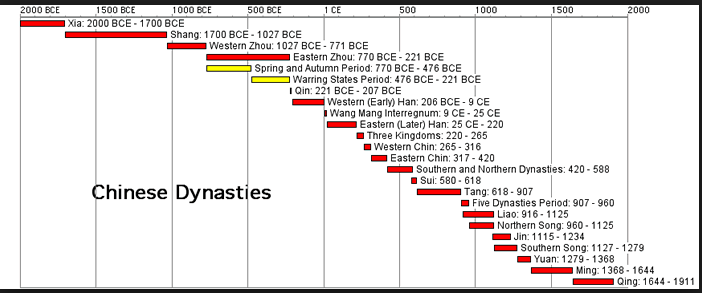 2000 BCE 1500 BCE 1000 BCE 500 BCE 1 CE 500 1000 1500 2000
Xia: 2000 BCE - 1700 BCE
Shang: 1700 BCE - 1027 BCE
Western Zhou: 1027 BCE - 771 BCE
Eastern Zhou: 770 BCE - 221 BCE
Spring and Autumn Period: 770 BCE - 476 BCE
Warring States Period: 476 BCE - 221 BCE
Qin: 221 BCE - 207 BCE
Western (Early) Han: 206 BCE - 9 CE
Wang Mang Interregnum: 9 CE - 25 CE
Eastern (Later) Han: 25 CE - 220
Three Kingdoms: 220 - 265
Western Chin: 265 - 316
Eastern Chin: 317 - 420
Southern and Northern Dynasties: 420 - 588
Sui: 580 - 618
Chinese Dynasties
Tang: 618 - 907
Five Dynasties Period: 907 - 960
Liao: 916 - 1125
Northern Song: 960 - 1125
Jin: 1115 - 1234
Southern Song: 1127 - 1279
Yuan: 1279 - 1368
Ming: 1368 - 1644
Qing: 1644 - 1911